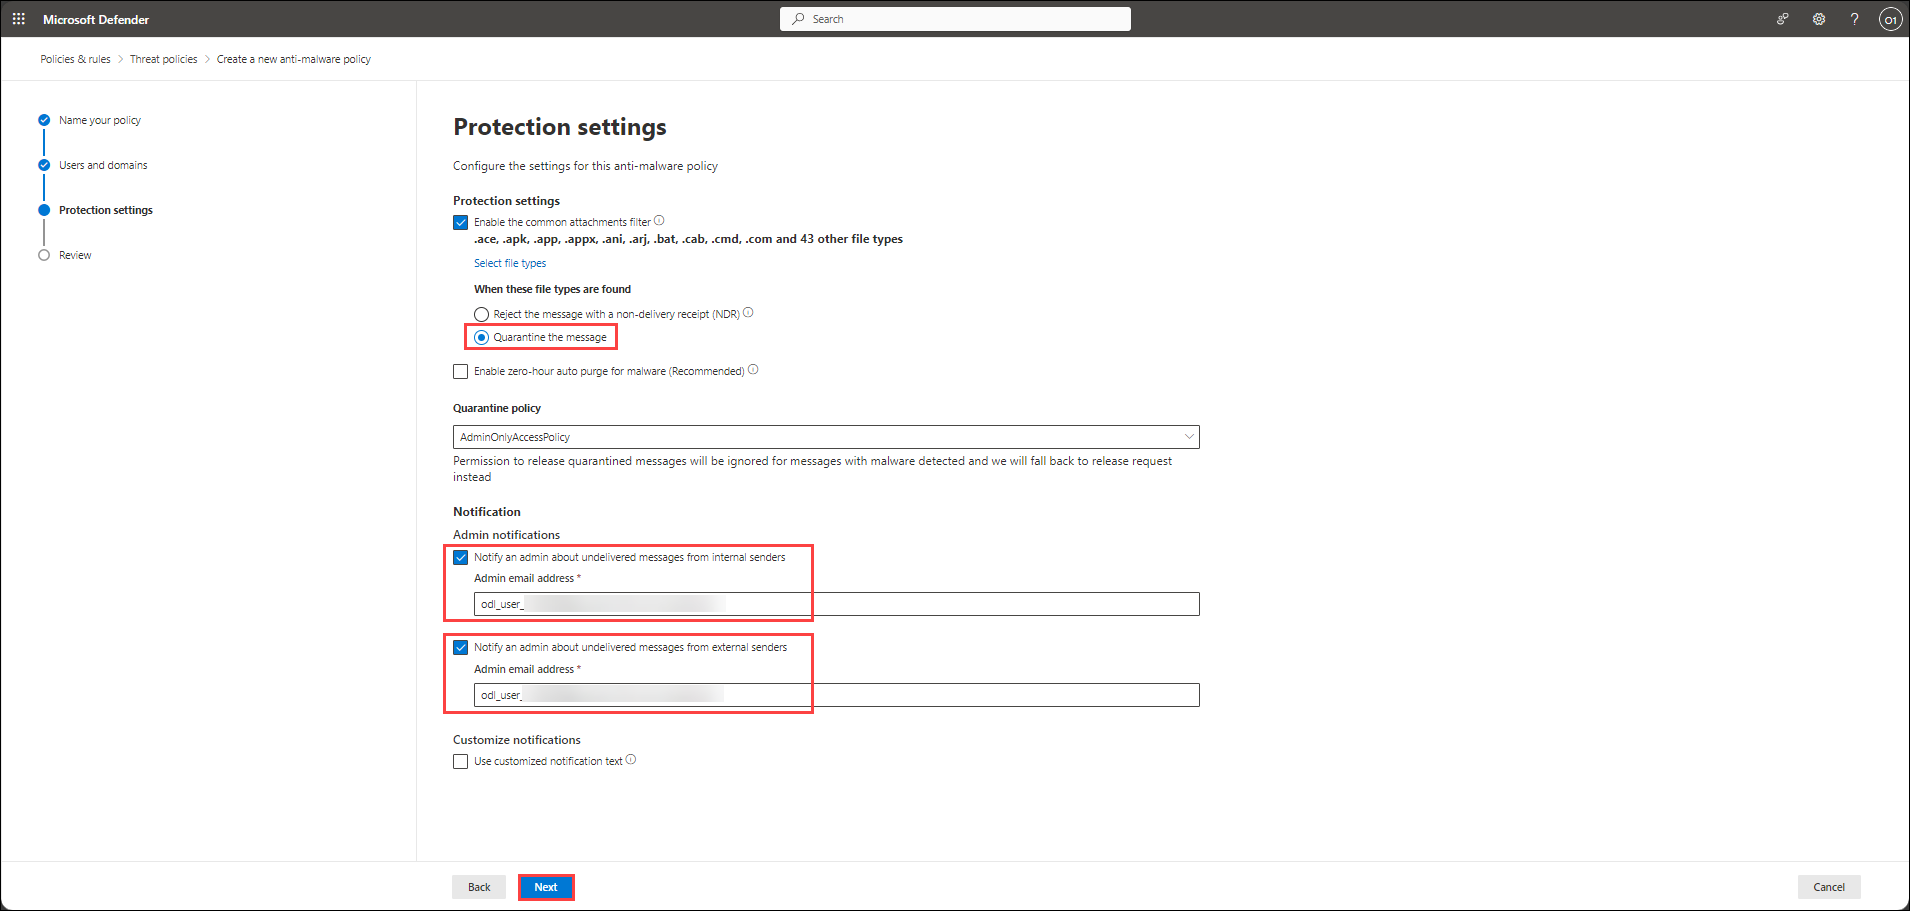 Microsoft Defender
Search
?
O1
Policies & rules > Threat policies > Create a new anti-malware policy
Name your policy
Users and domains
Protection settings
Review
Protection settings
Configure the settings for this anti-malware policy
Protection settings
Enable the common attachments filter
.ace, .apk, .app, .appx, .ani, .arj, .bat, .cab, .cmd, .com and 43 other file types
Select file types
When these file types are found
Reject the message with a non-delivery receipt (NDR)
Quarantine the message
Enable zero-hour auto purge for malware (Recommended)
Quarantine policy
AdminOnlyAccessPolicy
Permission to release quarantined messages will be ignored for messages with malware detected and we will fall back to release request
instead
Notification
Admin notifications
Notify an admin about undelivered messages from internal senders
Admin email address *
odl_user_
Notify an admin about undelivered messages from external senders
Admin email address *
odl_user_
Customize notifications
Use customized notification text
Back
Next
Cancel